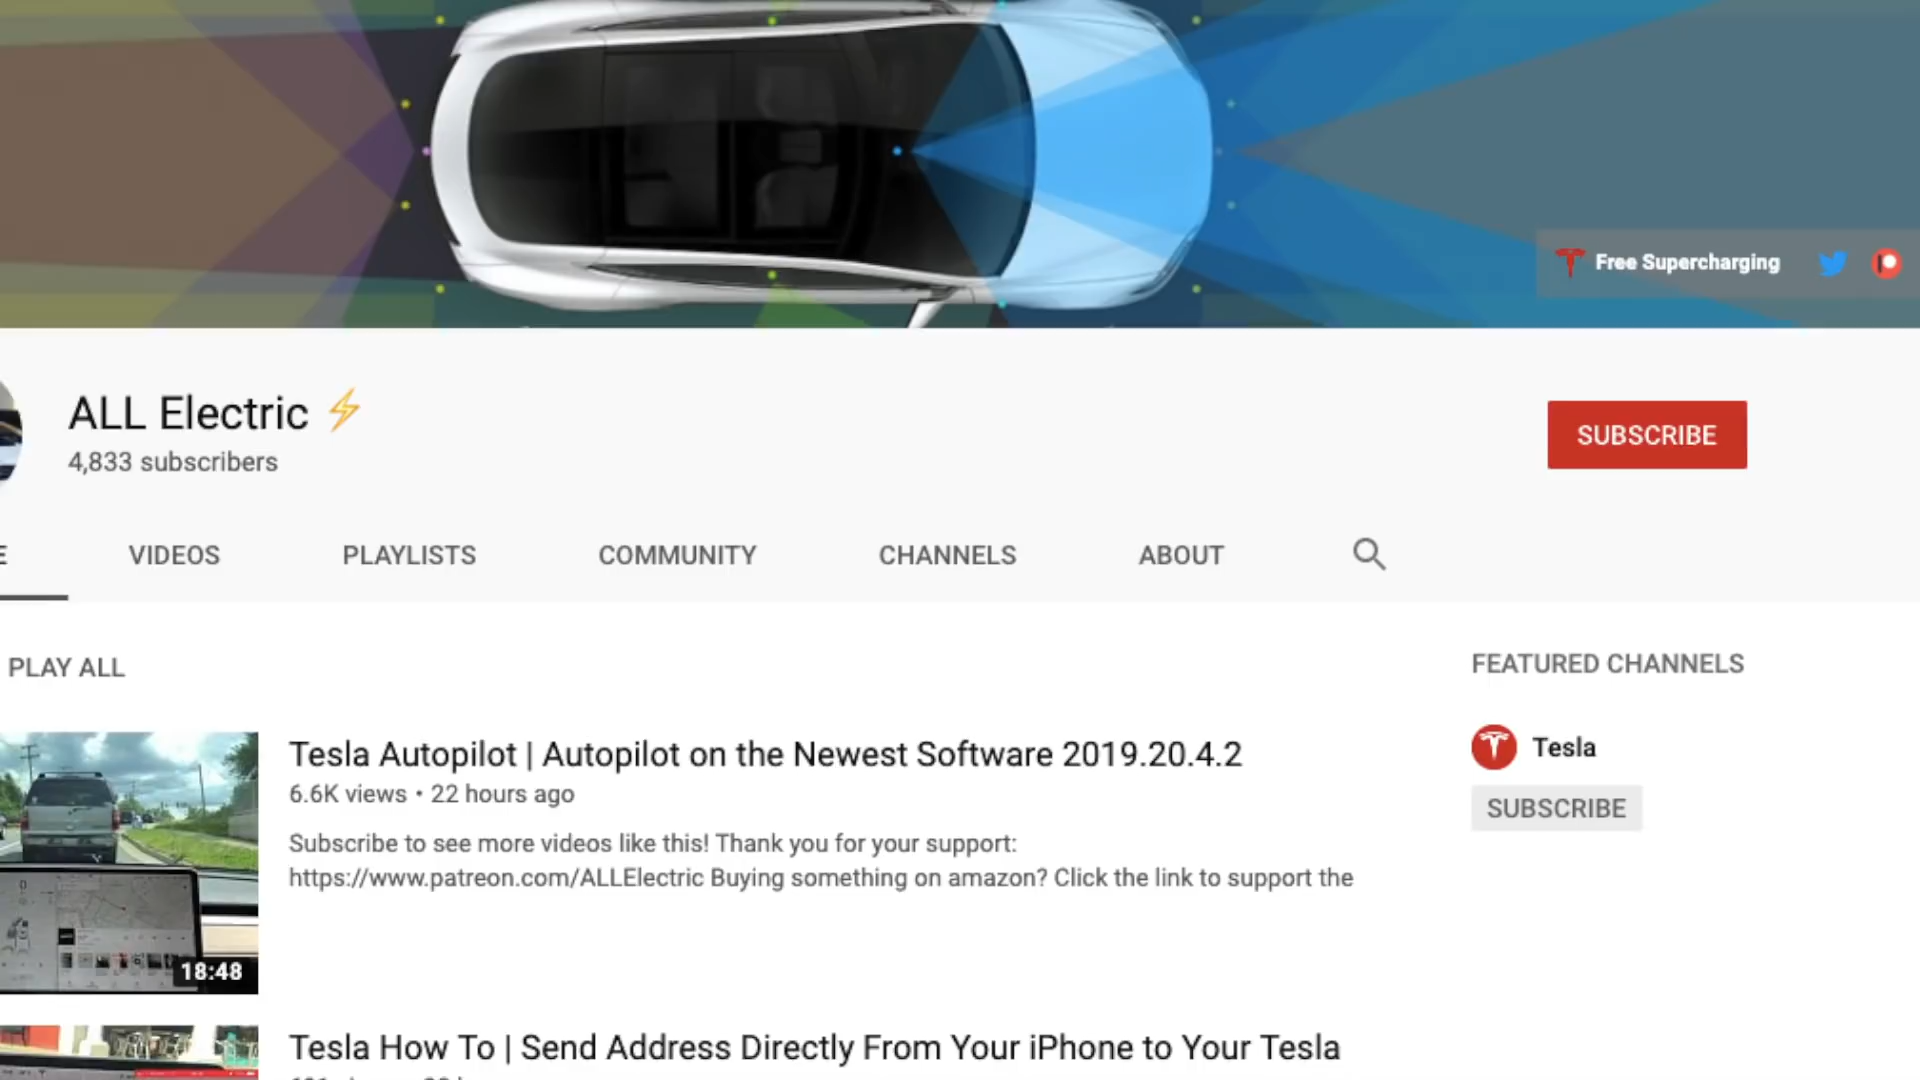 Free Supercharging
ALL Electric ⚡
4,833 subscribers
SUBSCRIBE
VIDEOS PLAYLISTS COMMUNITY CHANNELS ABOUT
PLAY ALL
FEATURED CHANNELS
Tesla Autopilot | Autopilot on the Newest Software 2019.20.4.2
6.6K views • 22 hours ago
Subscribe to see more videos like this! Thank you for your support:
https://www.patreon.com/ALLElectric Buying something on amazon? Click the link to support the
18:48
Tesla
SUBSCRIBE
Tesla How To | Send Address Directly From Your iPhone to Your Tesla